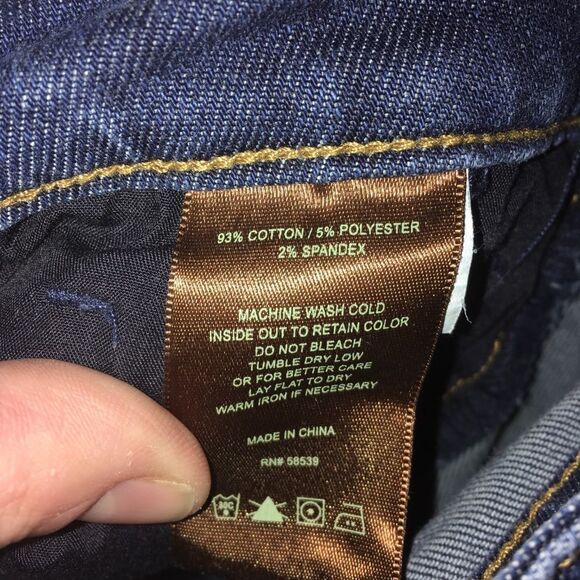 93% COTTON / 5% POLYESTER
2% SPANDEX
MACHINE WASH COLD
INSIDE OUT TO RETAIN COLOR
DO NOT BLEACH
TUMBLE DRY LOW
OR FOR BETTER CARE
LAY FLAT TO DRY
WARM IRON IF NECESSARY
MADE IN CHINA
RN# 58539
30C